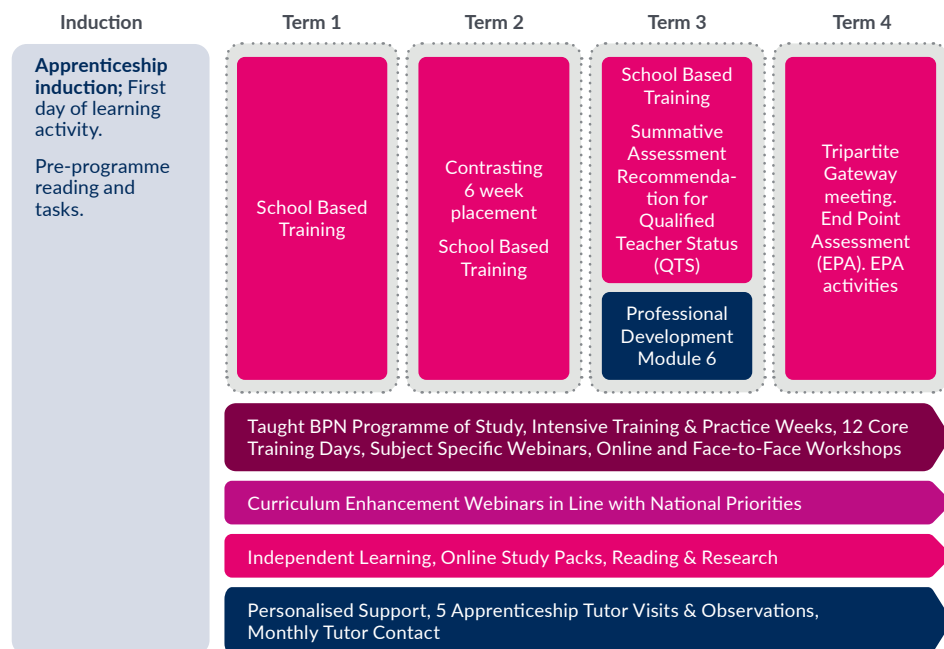 Induction
Term 1
Term 2
Term 3
Term 4
Apprenticeship
induction; First
day of learning
activity.
Pre-programme
reading and
tasks.
School Based
Training
Contrasting
6 week
placement
School Based
Training
School Based
Training
Summative
Assessment
Recommenda-
tion for
Qualified
Teacher Status
(QTS)
Professional
Development
Module 6
Tripartite
Gateway
meeting.
End Point
Assessment
(EPA). EPA
activities
Taught BPN Programme of Study, Intensive Training & Practice Weeks, 12 Core
Training Days, Subject Specific Webinars, Online and Face-to-Face Workshops
Curriculum Enhancement Webinars in Line with National Priorities
Independent Learning, Online Study Packs, Reading & Research
Personalised Support, 5 Apprenticeship Tutor Visits & Observations,
Monthly Tutor Contact